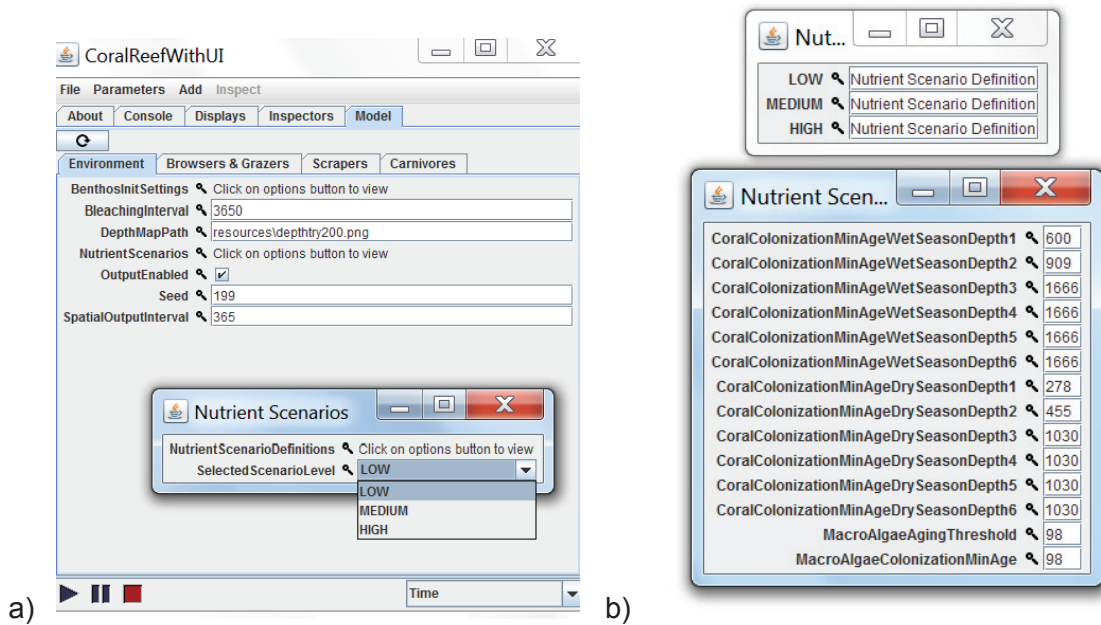 CoralReefWithUI
File Parameters Add Inspect
About Console Displays Inspectors Model
Environment Browsers & Grazers Scrapers Carnivores
BenthosInitSettings Click on options button to view
BleachingInterval 3650
DepthMapPath resources\depthtry200.png
NutrientScenarios Click on options button to view
OutputEnabled
Seed 199
SpatialOutputInterval 365
Nutrient Scenarios
NutrientScenarioDefinitions Click on options button to view
SelectedScenarioLevel LOW
LOW
MEDIUM
HIGH
Time
a)
Nut...
LOW Nutrient Scenario Definition
MEDIUM Nutrient Scenario Definition
HIGH Nutrient Scenario Definition
Nutrient Scen...
CoralColonizationMinAgeWetSeasonDepth1 600
CoralColonizationMinAgeWetSeasonDepth2 909
CoralColonizationMinAgeWetSeasonDepth3 1666
CoralColonizationMinAgeWetSeasonDepth4 1666
CoralColonizationMinAgeWetSeasonDepth5 1666
CoralColonizationMinAgeWetSeasonDepth6 1666
CoralColonizationMinAgeDrySeasonDepth1 278
CoralColonizationMinAgeDrySeasonDepth2 455
CoralColonizationMinAgeDrySeasonDepth3 1030
CoralColonizationMinAgeDrySeasonDepth4 1030
CoralColonizationMinAgeDrySeasonDepth5 1030
CoralColonizationMinAgeDrySeasonDepth6 1030
MacroAlgaeAgingThreshold 98
MacroAlgaeColonizationMinAge 98
b)